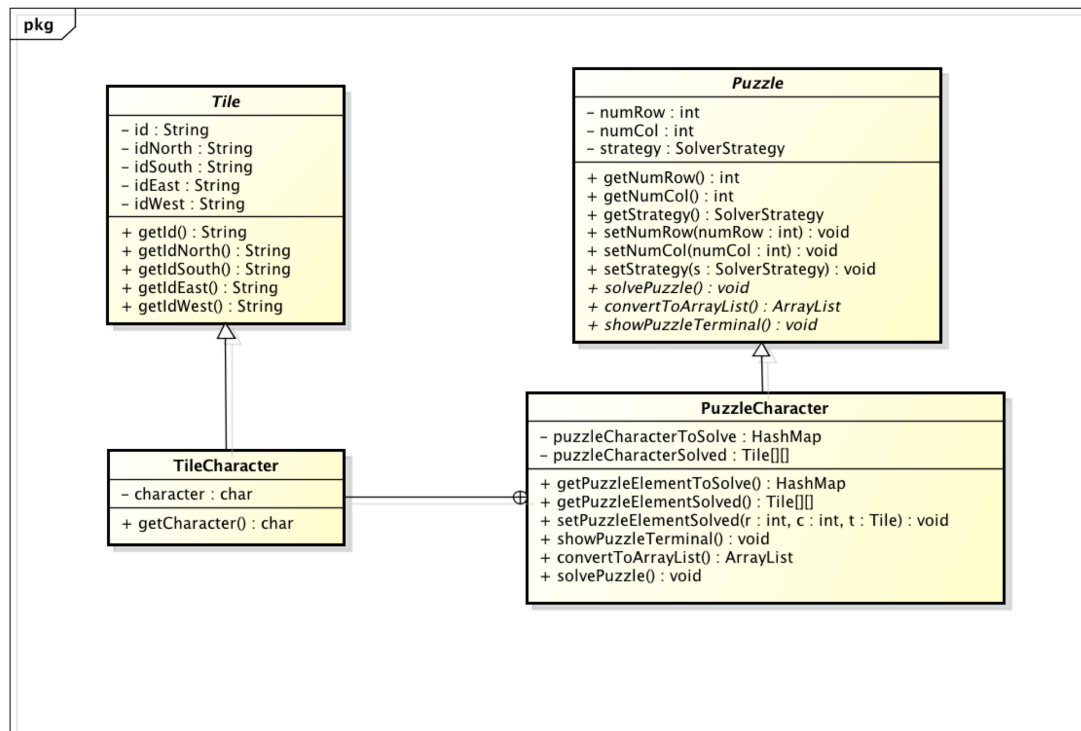 pkg
Tile
- id : String
- idNorth : String
- idSouth : String
- idEast : String
- idWest : String
+ getId() : String
+ getIdNorth() : String
+ getIdSouth() : String
+ getIdEast() : String
+ getIdWest() : String
Puzzle
- numRow : int
- numCol : int
- strategy : SolverStrategy
+ getNumRow() : int
+ getNumCol() : int
+ getStrategy() : SolverStrategy
+ setNumRow(numRow : int) : void
+ setNumCol(numCol : int) : void
+ setStrategy(s : SolverStrategy) : void
+ solvePuzzle() : void
+ convertToArrayList() : ArrayList
+ showPuzzleTerminal() : void
TileCharacter
- character : char
+ getCharacter() : char
PuzzleCharacter
- puzzleCharacterToSolve : HashMap
- puzzleCharacterSolved : Tile[][]
+ getPuzzleElementToSolve() : HashMap
+ getPuzzleElementSolved() : Tile[][]
+ setPuzzleElementSolved(r : int, c : int, t : Tile) : void
+ showPuzzleTerminal() : void
+ convertToArrayList() : ArrayList
+ solvePuzzle() : void